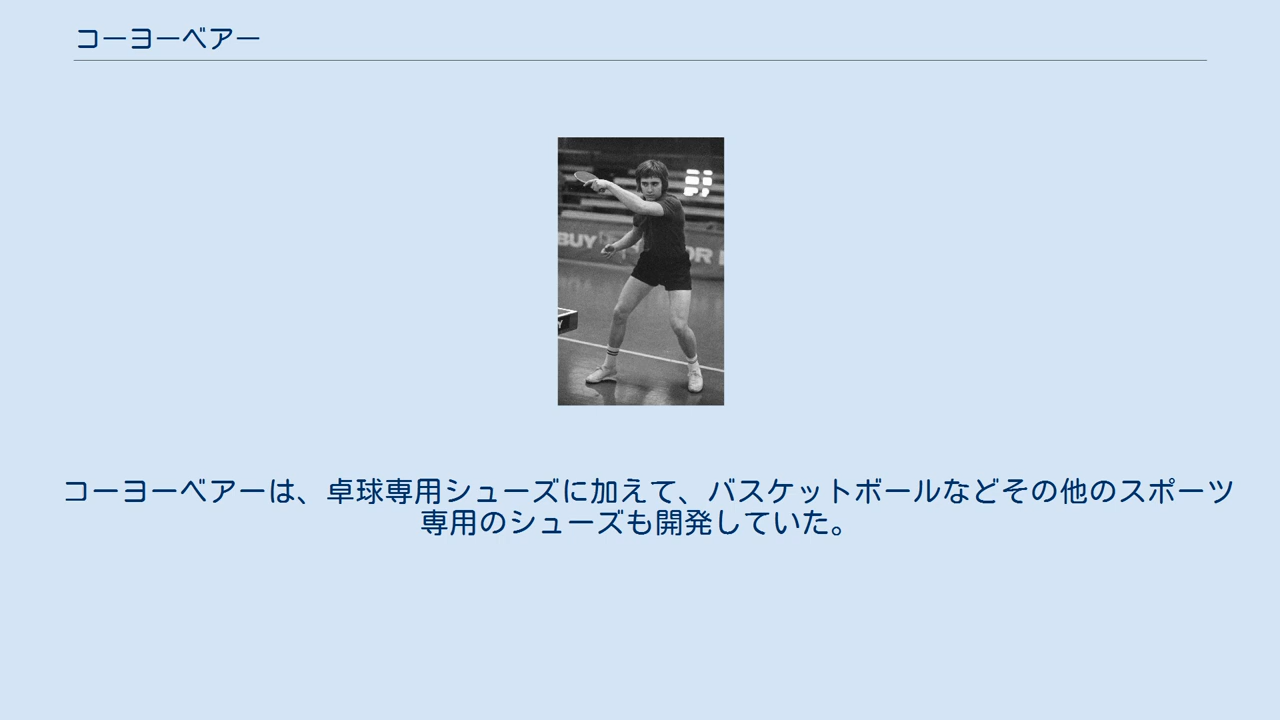 コーヨーベアー
BUY
コーヨーベアーは、卓球専用シューズに加えて、バスケットボールなどその他のスポーツ
専用のシューズも開発していた。